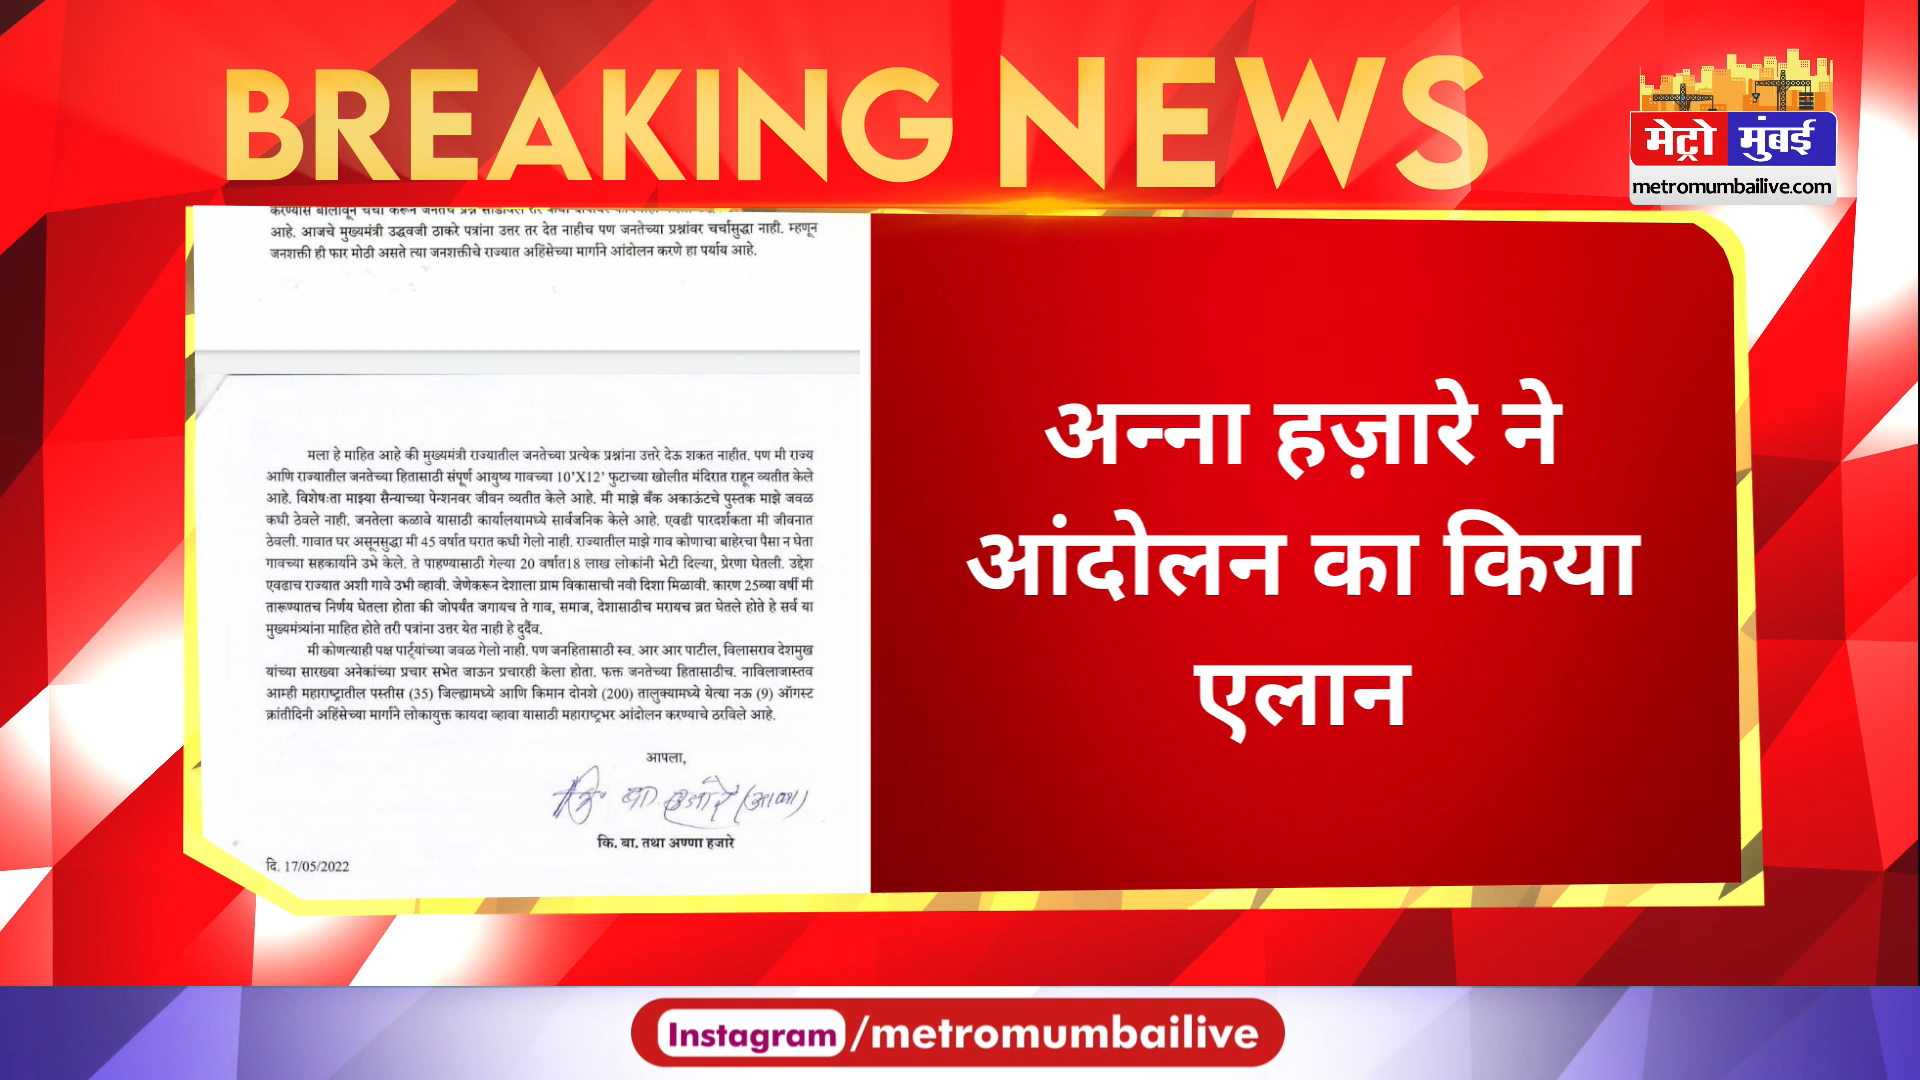 BREAKING NEWS
मेट्रो मुंबई
metromumbailive.com
आहे. आजचे मुख्यमंत्री उद्धवजी ठाकरे पत्रांना उत्तर तर देत नाहीच पण जनतेच्या प्रश्नांवर चर्चासुद्धा नाही. म्हणून
जनशक्ती ही फार मोठी असते त्या जनशक्तीचे राज्यात अहिंसेच्या मार्गाने आंदोलन करणे हा पर्याय आहे.
मला हे माहित आहे की मुख्यमंत्री राज्यातील जनतेच्या प्रत्येक प्रश्नांना उत्तरे देऊ शकत नाहीत. पण मी राज्य
आणि राज्यातील जनतेच्या हितासाठी संपूर्ण आयुष्य गावच्या 10’X12’ फुटाच्या खोलीत मंदिरात राहून व्यतीत केले
आहे. विशेषःता माझ्या सैन्याच्या पेन्शनवर जीवन व्यतीत केले आहे. मी माझे बँक अकाऊंटचे पुस्तक माझे जवळ
कधी ठेवले नाही. जनतेला कळावे यासाठी कार्यालयामध्ये सार्वजनिक केले आहे. एवढी पारदर्शकता मी जीवनात
ठेवली. गावात घर असूनसुद्धा मी 45 वर्षात घरात कधी गेलो नाही. राज्यातील माझे गाव कोणाचा बाहेरचा पैसा न घेता
गावच्या सहकार्याने उभे केले. ते पाहण्यासाठी गेल्या 20 वर्षात18 लाख लोकांनी भेटी दिल्या, प्रेरणा घेतली. उद्देश
एवढाच राज्यात अशी गावे उभी व्हावी. जेणेकरून देशाला ग्राम विकासाची नवी दिशा मिळावी. कारण 25व्या वर्षी मी
तारूण्यातच निर्णय घेतला होता की जोपर्यंत जगायच ते गाव, समाज, देशासाठीच मरायच व्रत घेतले होते हे सर्व या
मुख्यमंत्र्यांना माहित होते तरी पत्रांना उत्तर येत नाही हे दुर्दैव.
मी कोणत्याही पक्ष पार्ट्यांच्या जवळ गेलो नाही. पण जनहितासाठी स्व. आर आर पाटील, विलासराव देशमुख
यांच्या सारख्या अनेकांच्या प्रचार सभेत जाऊन प्रचारही केला होता. फक्त जनतेच्या हितासाठीच. नाविलाजास्तव
आम्ही महाराष्ट्रातील पस्तीस (35) जिल्ह्यामध्ये आणि किमान दोनशे (200) तालुक्यामध्ये येत्या नऊ (9) ऑगस्ट
क्रांतीदिनी अहिंसेच्या मार्गाने लोकायुक्त कायदा व्हावा यासाठी महाराष्ट्रभर आंदोलन करण्याचे ठरविले आहे.
आपला,
कि. बा. हजारे (अण्णा)
कि. बा. तथा अण्णा हजारे
दि. 17/05/2022
अन्ना हज़ारे ने
आंदोलन का किया
एलान
Instagram/metromumbailive